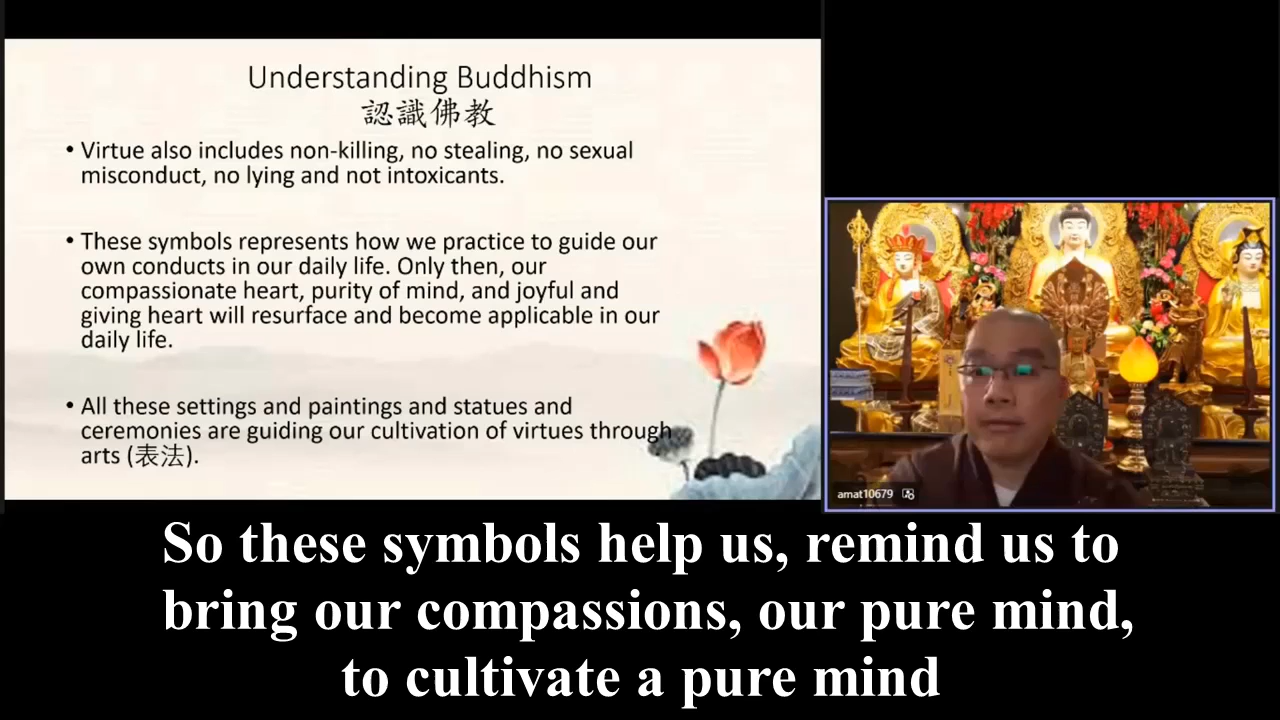 Understanding Buddhism
認識佛教
• Virtue also includes non-killing, no stealing, no sexual
misconduct, no lying and not intoxicants.
• These symbols represents how we practice to guide our
own conducts in our daily life. Only then, our
compassionate heart, purity of mind, and joyful and
giving heart will resurface and become applicable in our
daily life.
• All these settings and paintings and statues and
ceremonies are guiding our cultivation of virtues through
arts (表法).
amat10679
So these symbols help us, remind us to
bring our compassions, our pure mind,
to cultivate a pure mind